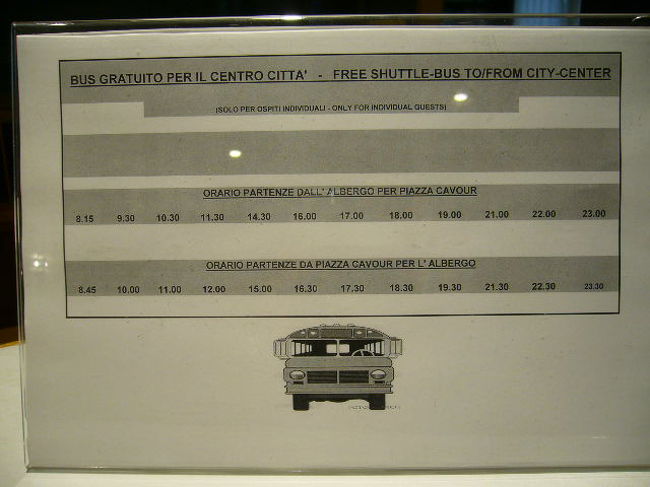 BUS GRATUITO PER IL CENTRO CITTA' - FREE SHUTTLE-BUS TO/FROM CITY-CENTER
(SOLO PER OSPITI INDIVIDUALI - ONLY FOR INDIVIDUAL GUESTS)
ORARIO PARTENZE DALL' ALBERGO PER PIAZZA CAVOUR
8.15 9.30 10.30 11.30 14.30 16.00 17.00 18.00 19.00 21.00 22.00 23.00
ORARIO PARTENZE DA PIAZZA CAVOUR PER L' ALBERGO
8.45 10.00 11.00 12.00 15.00 16.30 17.30 18.30 19.30 21.30 22.30 23.30